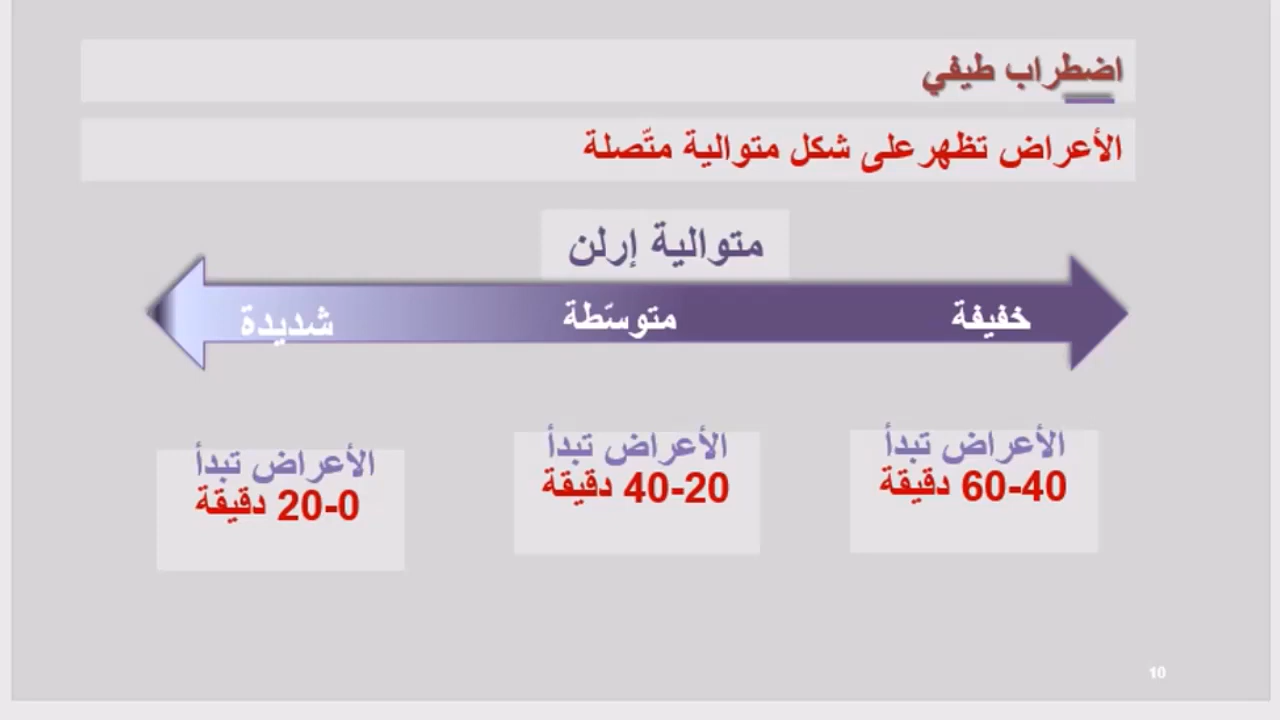 اضطراب طيفي
الأعراض تظهر على شكل متوالية متّصلة
متوالية إرلن
خفيفة
متوسّطة
شديدة
الأعراض تبدأ
40-60 دقيقة
الأعراض تبدأ
20-40 دقيقة
الأعراض تبدأ
0-20 دقيقة
10